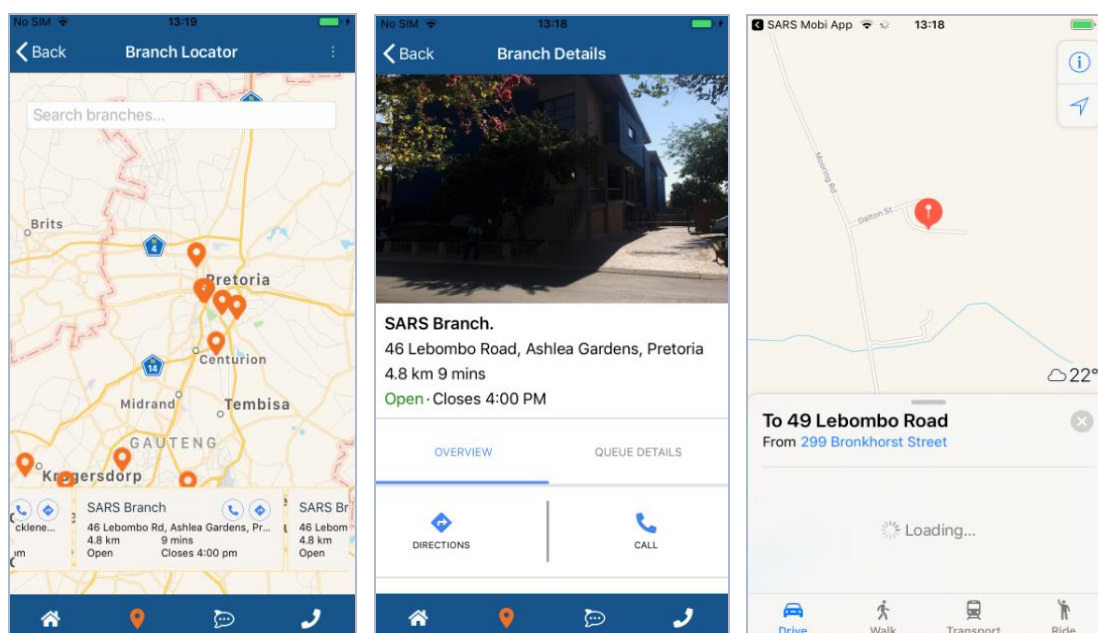 No SIM 13:19
Back Branch Locator
Search branches...
Brits
4
Pretoria
Centurion
14
Midrand
Tembisa
GAUTENG
Krugersdorp
cklene...
SARS Branch
46 Lebombo Rd, Ashlea Gardens, Pr...
4.8 km 9 mins
Open Closes 4:00 pm
SARS Br
46 Lebom
4.8 km
Open
No SIM 13:18
Back Branch Details
SARS Branch.
46 Lebombo Road, Ashlea Gardens, Pretoria
4.8 km 9 mins
Open · Closes 4:00 PM
OVERVIEW QUEUE DETAILS
DIRECTIONS CALL
SARS Mobi App 13:18
Mooring Rd
Dalton St
22°
To 49 Lebombo Road
From 299 Bronkhorst Street
Loading...
Drive Walk Transport Ride